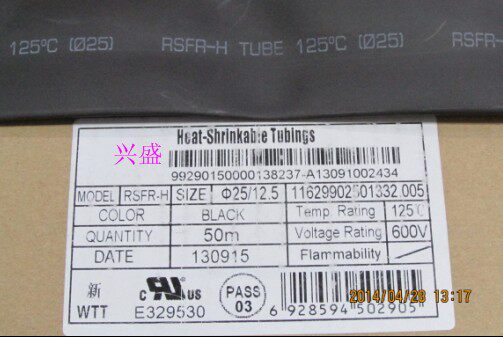 125°C (Ø25) RSFR-H TUBE 125°C (Ø25) RSFR-H
Heat-Shrinkable Tubings
兴盛
99290150000138237-A13091002434
MODEL RSFR-H SIZE Φ25/12.5 11629902501332 005
COLOR BLACK Temp. Rating 125℃
QUANTITY 50m Voltage Rating 600V
DATE 130915 Flammability
新 WTT
c RU US
E329530
PASS 03
6 928594 502905
2014/04/28 13:17